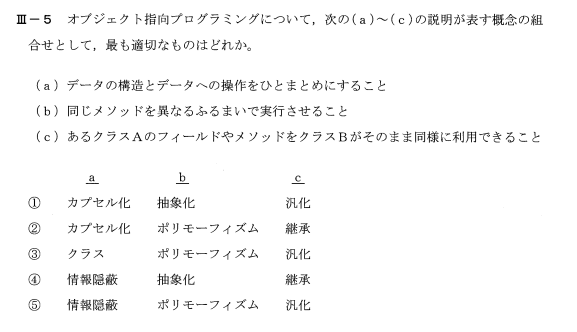 Ⅲ－５　オブジェクト指向プログラミングについて，次の(ａ)～(ｃ)の説明が表す概念の組
合せとして，最も適切なものはどれか。
（ａ）データの構造とデータへの操作をひとまとめにすること
（ｂ）同じメソッドを異なるふるまいで実行させること
（ｃ）あるクラスＡのフィールドやメソッドをクラスＢがそのまま同様に利用できること
ａ　ｂ　ｃ
①　カプセル化　抽象化　汎化
②　カプセル化　ポリモーフィズム　継承
③　クラス　ポリモーフィズム　汎化
④　情報隠蔽　抽象化　継承
⑤　情報隠蔽　ポリモーフィズム　汎化